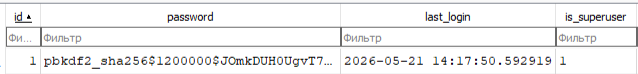 id password last_login is_superuser
Фи... Фильтр Фильтр Фильтр
1 pbkdf2_sha256$1200000$JOmkDUH0UgvT7... 2026-05-21 14:17:50.592919 1